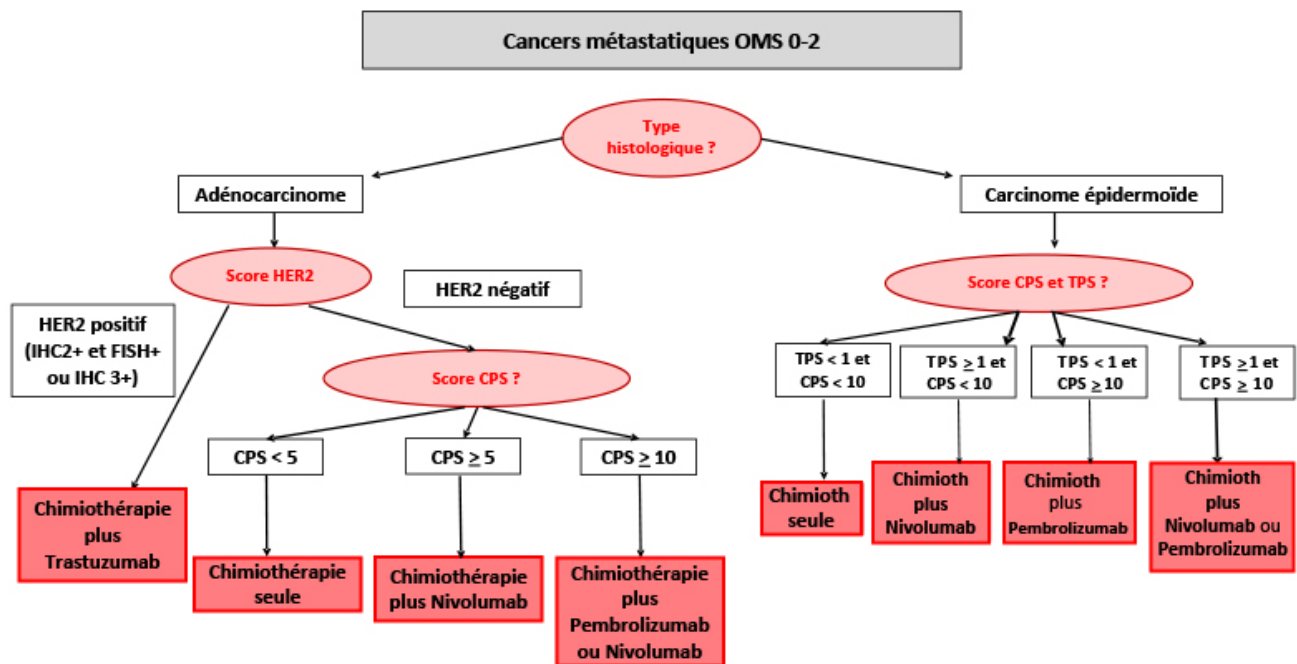 Cancers métastatiques OMS 0-2
Type
histologique ?
Adénocarcinome
Carcinome épidermoïde
Score HER2
HER2 négatif
Score CPS et TPS ?
HER2 positif
(IHC2+ et FISH+
ou IHC 3+)
Score CPS ?
TPS < 1 et
CPS < 10
TPS ≥ 1 et
CPS < 10
TPS < 1 et
CPS ≥ 10
TPS ≥1 et
CPS ≥ 10
CPS < 5
CPS ≥ 5
CPS ≥ 10
Chimiothérapie
plus
Trastuzumab
Chimiothérapie
seule
Chimiothérapie
plus Nivolumab
Chimiothérapie
plus
Pembrolizumab
ou Nivolumab
Chimioth
seule
Chimioth
plus
Nivolumab
Chimioth
plus
Pembrolizumab
Chimioth
plus
Nivolumab ou
Pembrolizumab